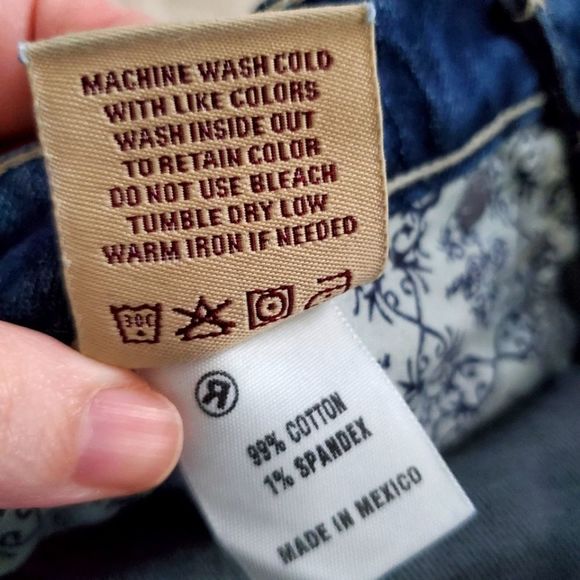 MACHINE WASH COLD
WITH LIKE COLORS
WASH INSIDE OUT
TO RETAIN COLOR
DO NOT USE BLEACH
TUMBLE DRY LOW
WARM IRON IF NEEDED
30C
®
99% COTTON
1% SPANDEX
MADE IN MEXICO